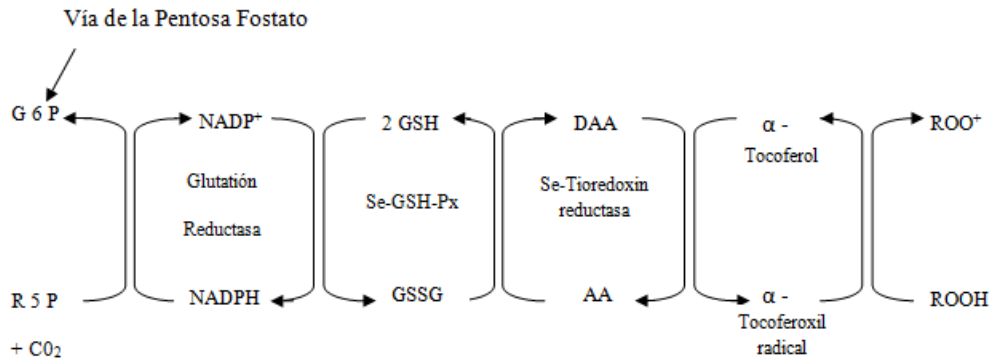 Vía de la Pentosa Fostato
G 6 P
NADP+
2 GSH
DAA
α -
Tocoferol
ROO+
Glutatión
Reductasa
Se-GSH-Px
Se-Tioredoxin
reductasa
R 5 P
+ C0₂
NADPH
GSSG
AA
α -
Tocoferoxil
radical
ROOH